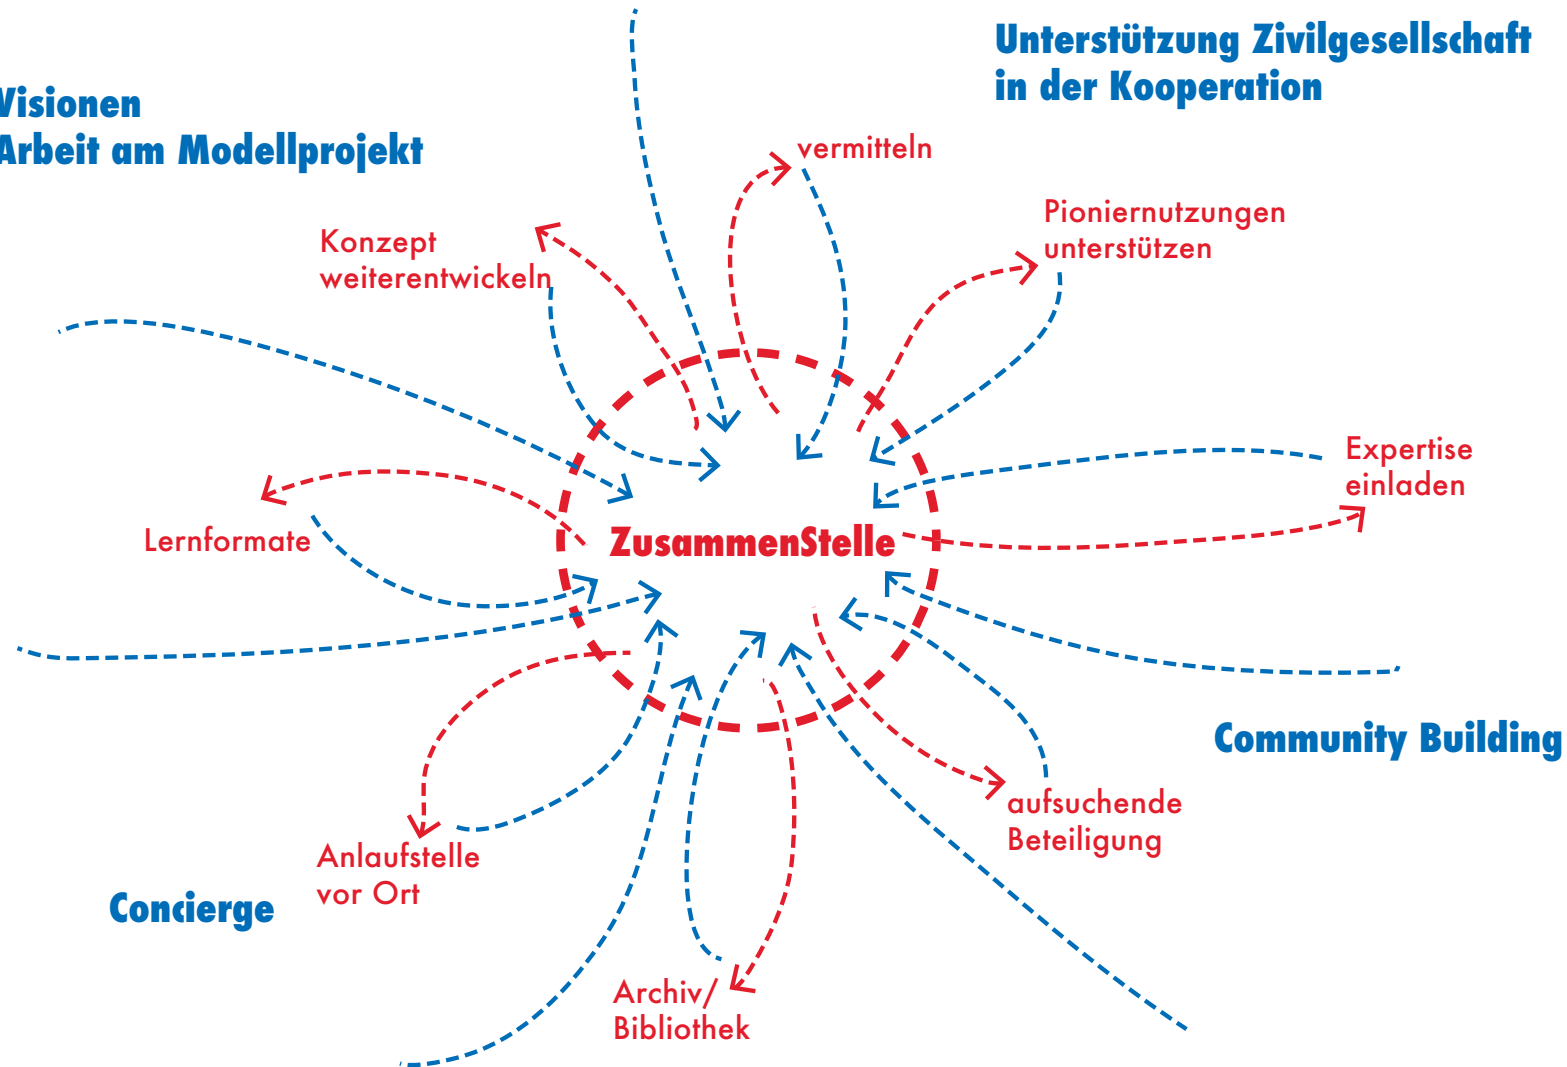 Unterstützung Zivilgesellschaft
in der Kooperation
Visionen
Arbeit am Modellprojekt
vermitteln
Pioniernutzungen
unterstützen
Konzept
weiterentwickeln
Expertise
einladen
Lernformate
ZusammenStelle
Community Building
aufsuchende
Beteiligung
Anlaufstelle
vor Ort
Concierge
Archiv/
Bibliothek